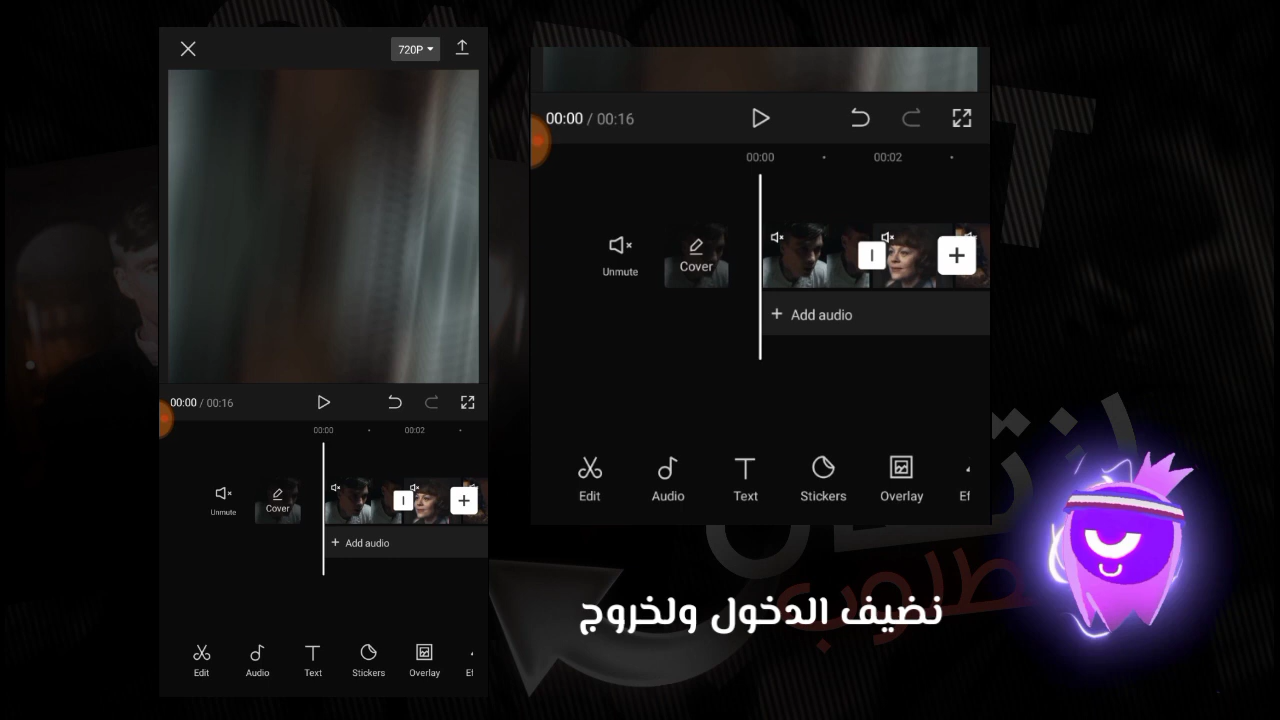 720P
00:00 / 00:16
00:00
00:02
Unmute
Cover
+ Add audio
Edit
Audio
Text
Stickers
Overlay
00:00 / 00:16
00:00
00:02
Unmute
Cover
+ Add audio
Edit
Audio
Text
Stickers
Overlay
Ef
نضيف الدخول ولخروج